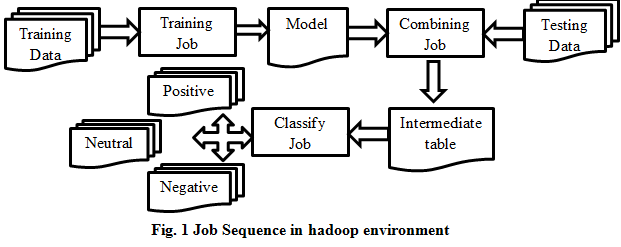 Training
Data
Training
Job
Model
Combining
Job
Testing
Data
Positive
Neutral
Negative
Classify
Job
Intermediate
table
Fig. 1 Job Sequence in hadoop environment